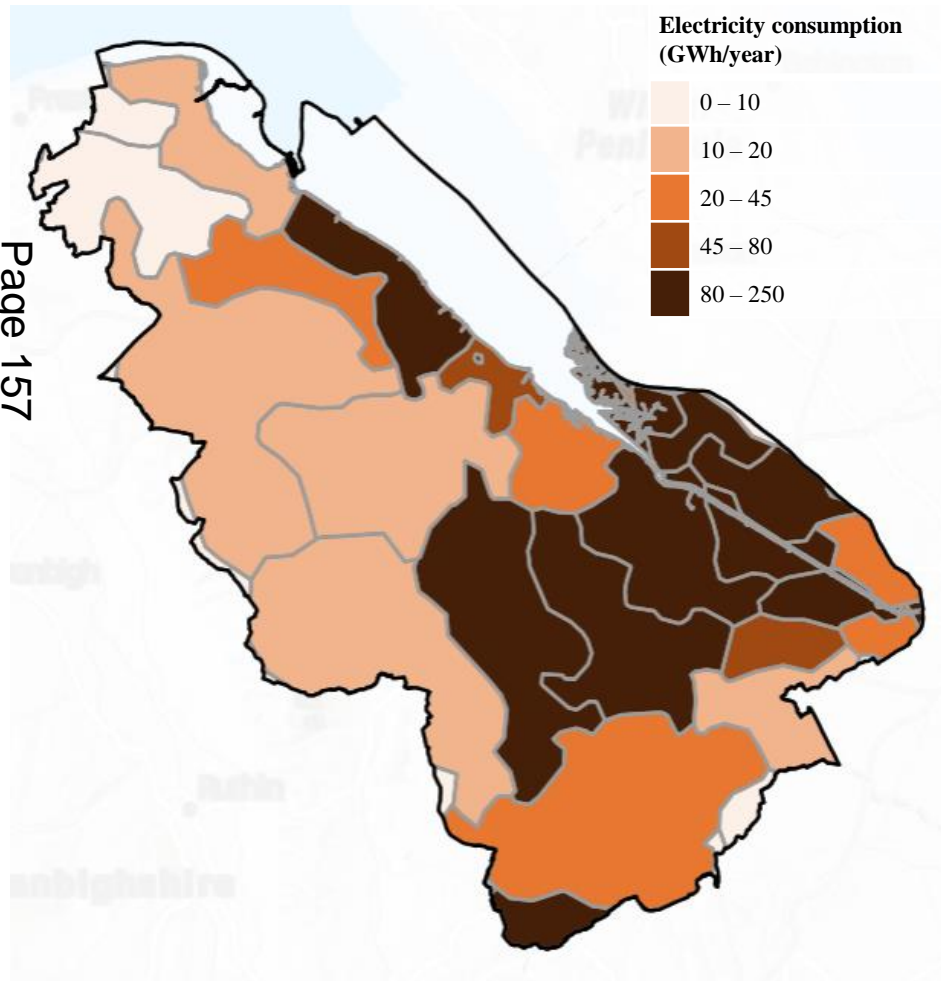 Electricity consumption
(GWh/year)
0 – 10
10 – 20
20 – 45
45 – 80
80 – 250
Page 157
Ruthin